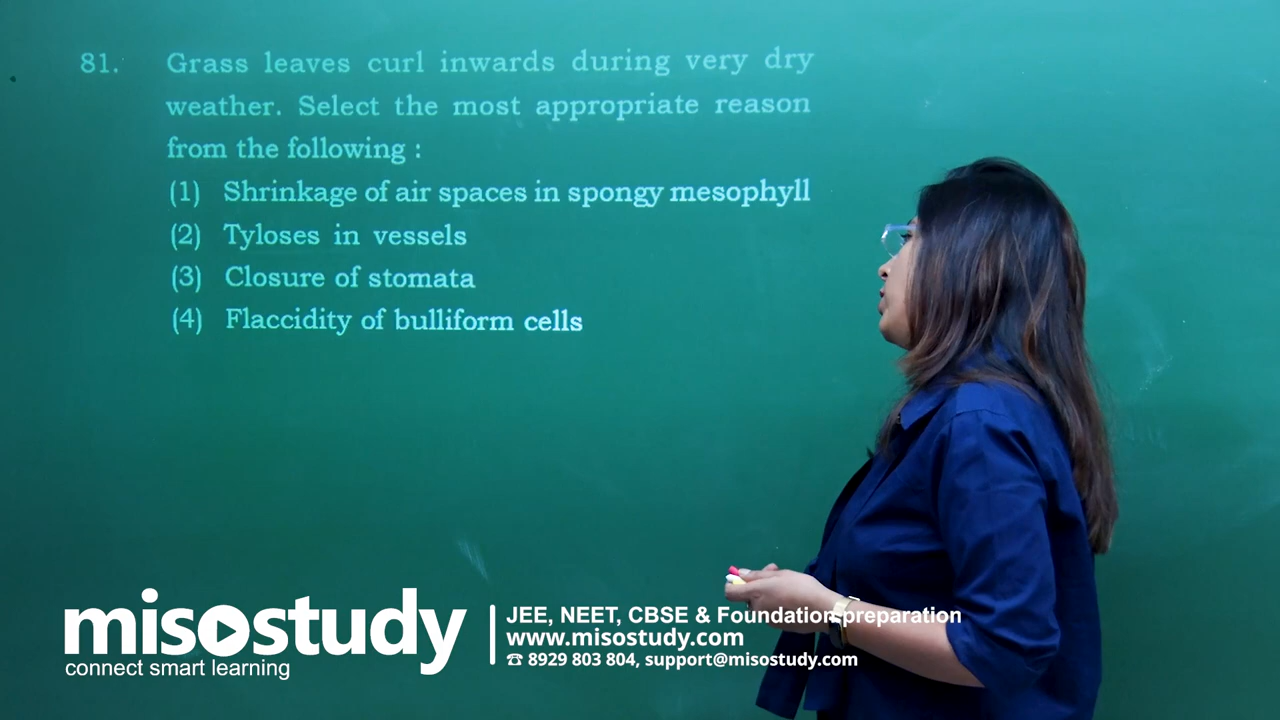 81. Grass leaves curl inwards during very dry
weather. Select the most appropriate reason
from the following :
(1) Shrinkage of air spaces in spongy mesophyll
(2) Tyloses in vessels
(3) Closure of stomata
(4) Flaccidity of bulliform cells
misostudy
connect smart learning
JEE, NEET, CBSE & Foundation preparation
www.misostudy.com
☎ 8929 803 804, support@misostudy.com